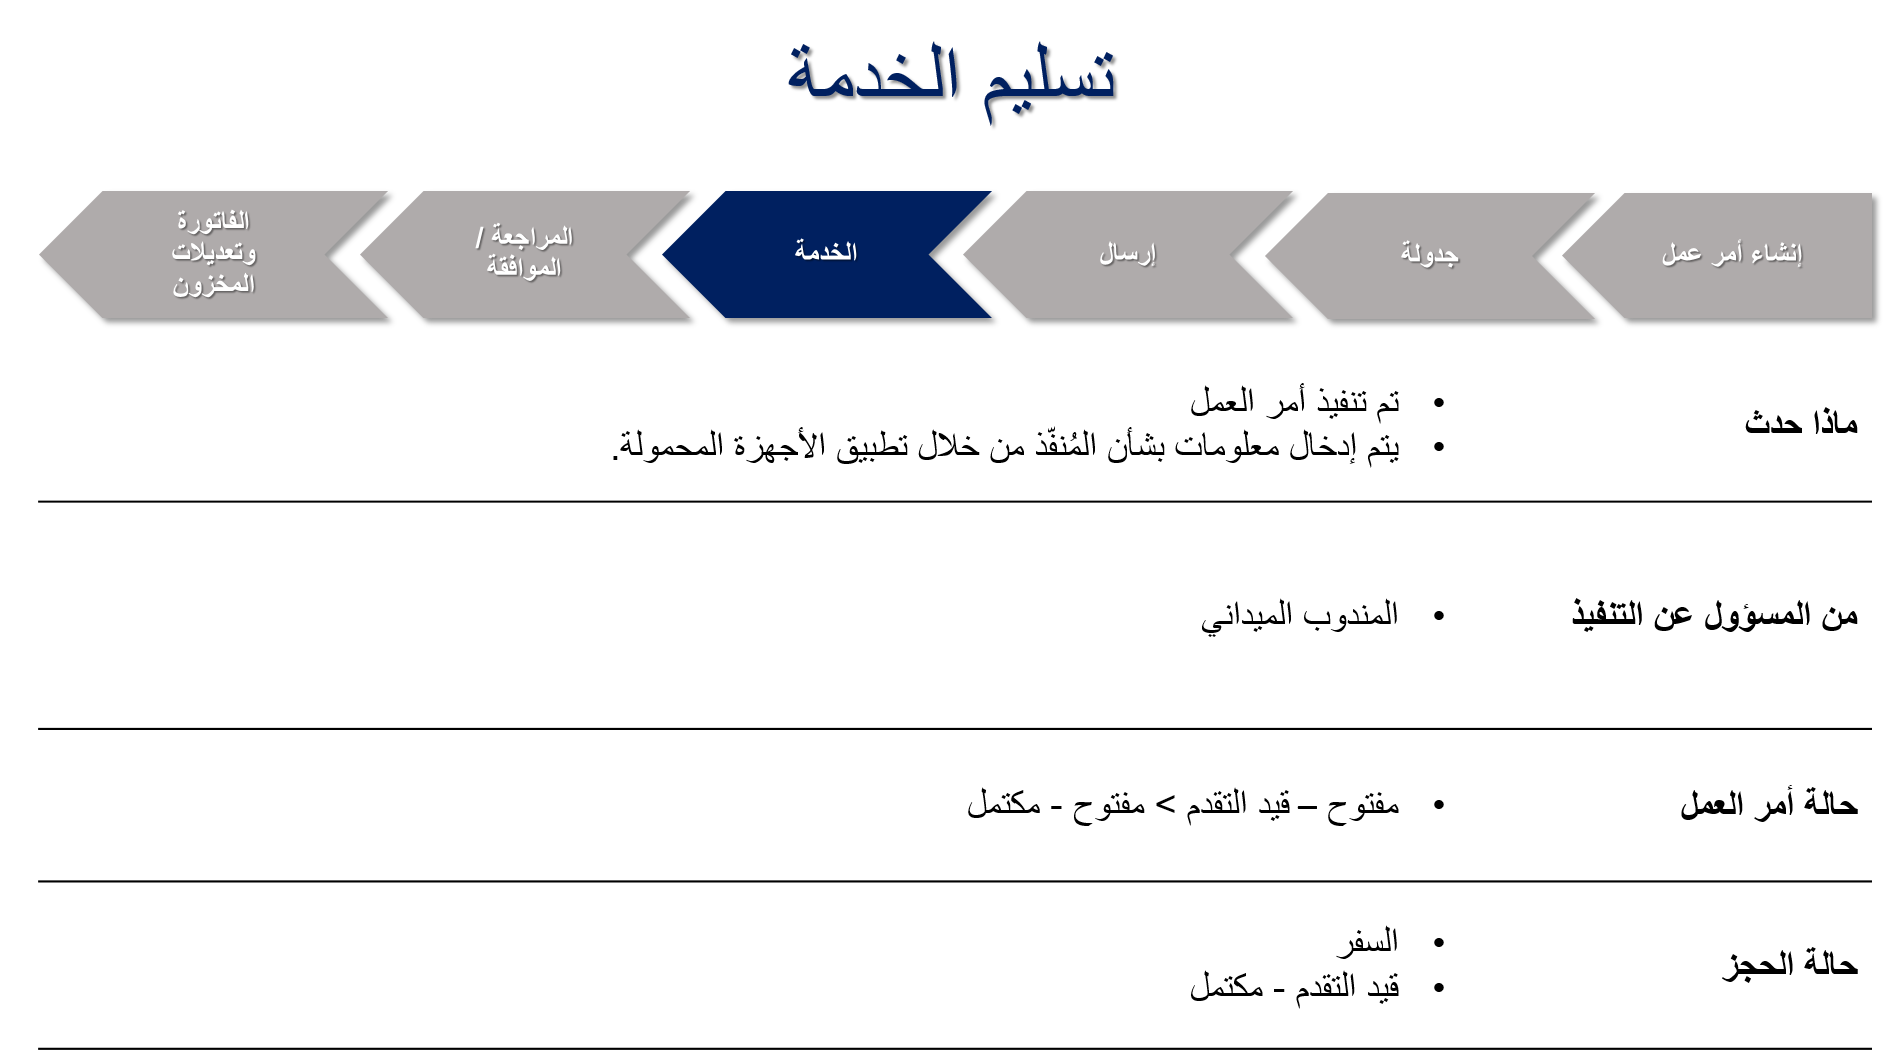 تسليم الخدمة
إنشاء أمر عمل
جدولة
إرسال
الخدمة
المراجعة /
الموافقة
الفاتورة
وتعديلات
المخزون
ماذا حدث
• تم تنفيذ أمر العمل
• يتم إدخال معلومات بشأن المُنفّذ من خلال تطبيق الأجهزة المحمولة.
من المسؤول عن التنفيذ
• المندوب الميداني
حالة أمر العمل
• مفتوح – قيد التقدم > مفتوح - مكتمل
حالة الحجز
• السفر
• قيد التقدم - مكتمل